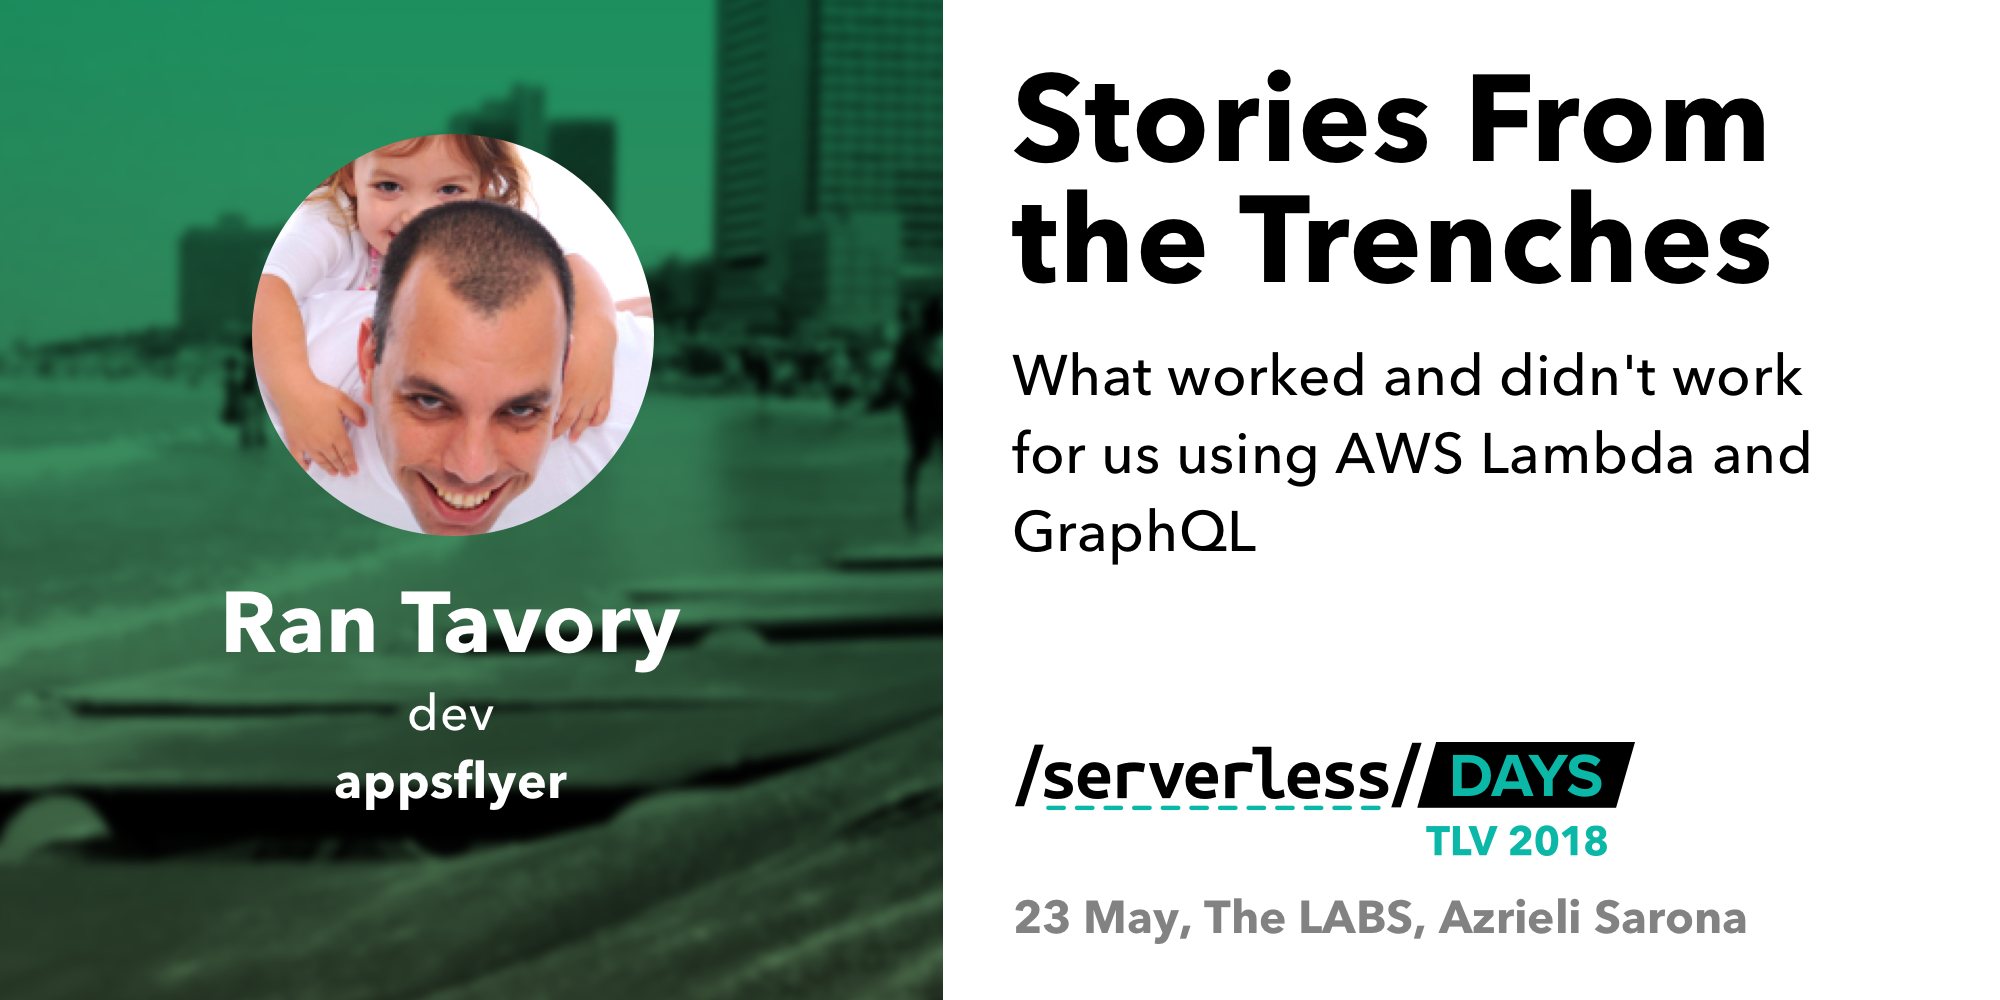 Ran Tavory
dev
appsflyer
Stories From
the Trenches
What worked and didn't work
for us using AWS Lambda and
GraphQL
/serverless/ DAYS
TLV 2018
23 May, The LABS, Azrieli Sarona